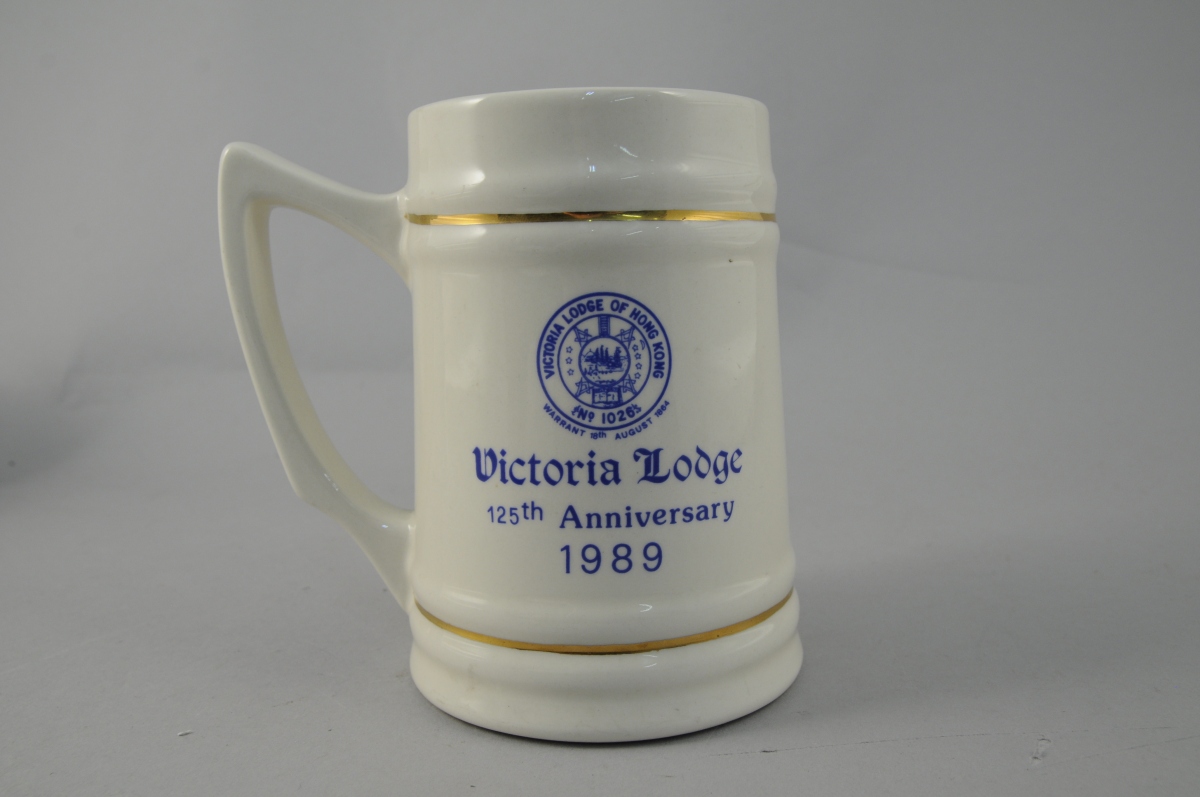 VICTORIA LODGE OF HONG KONG
Nº 1026
WARRANT 18th AUGUST 1864
Victoria Lodge
125th Anniversary
1989